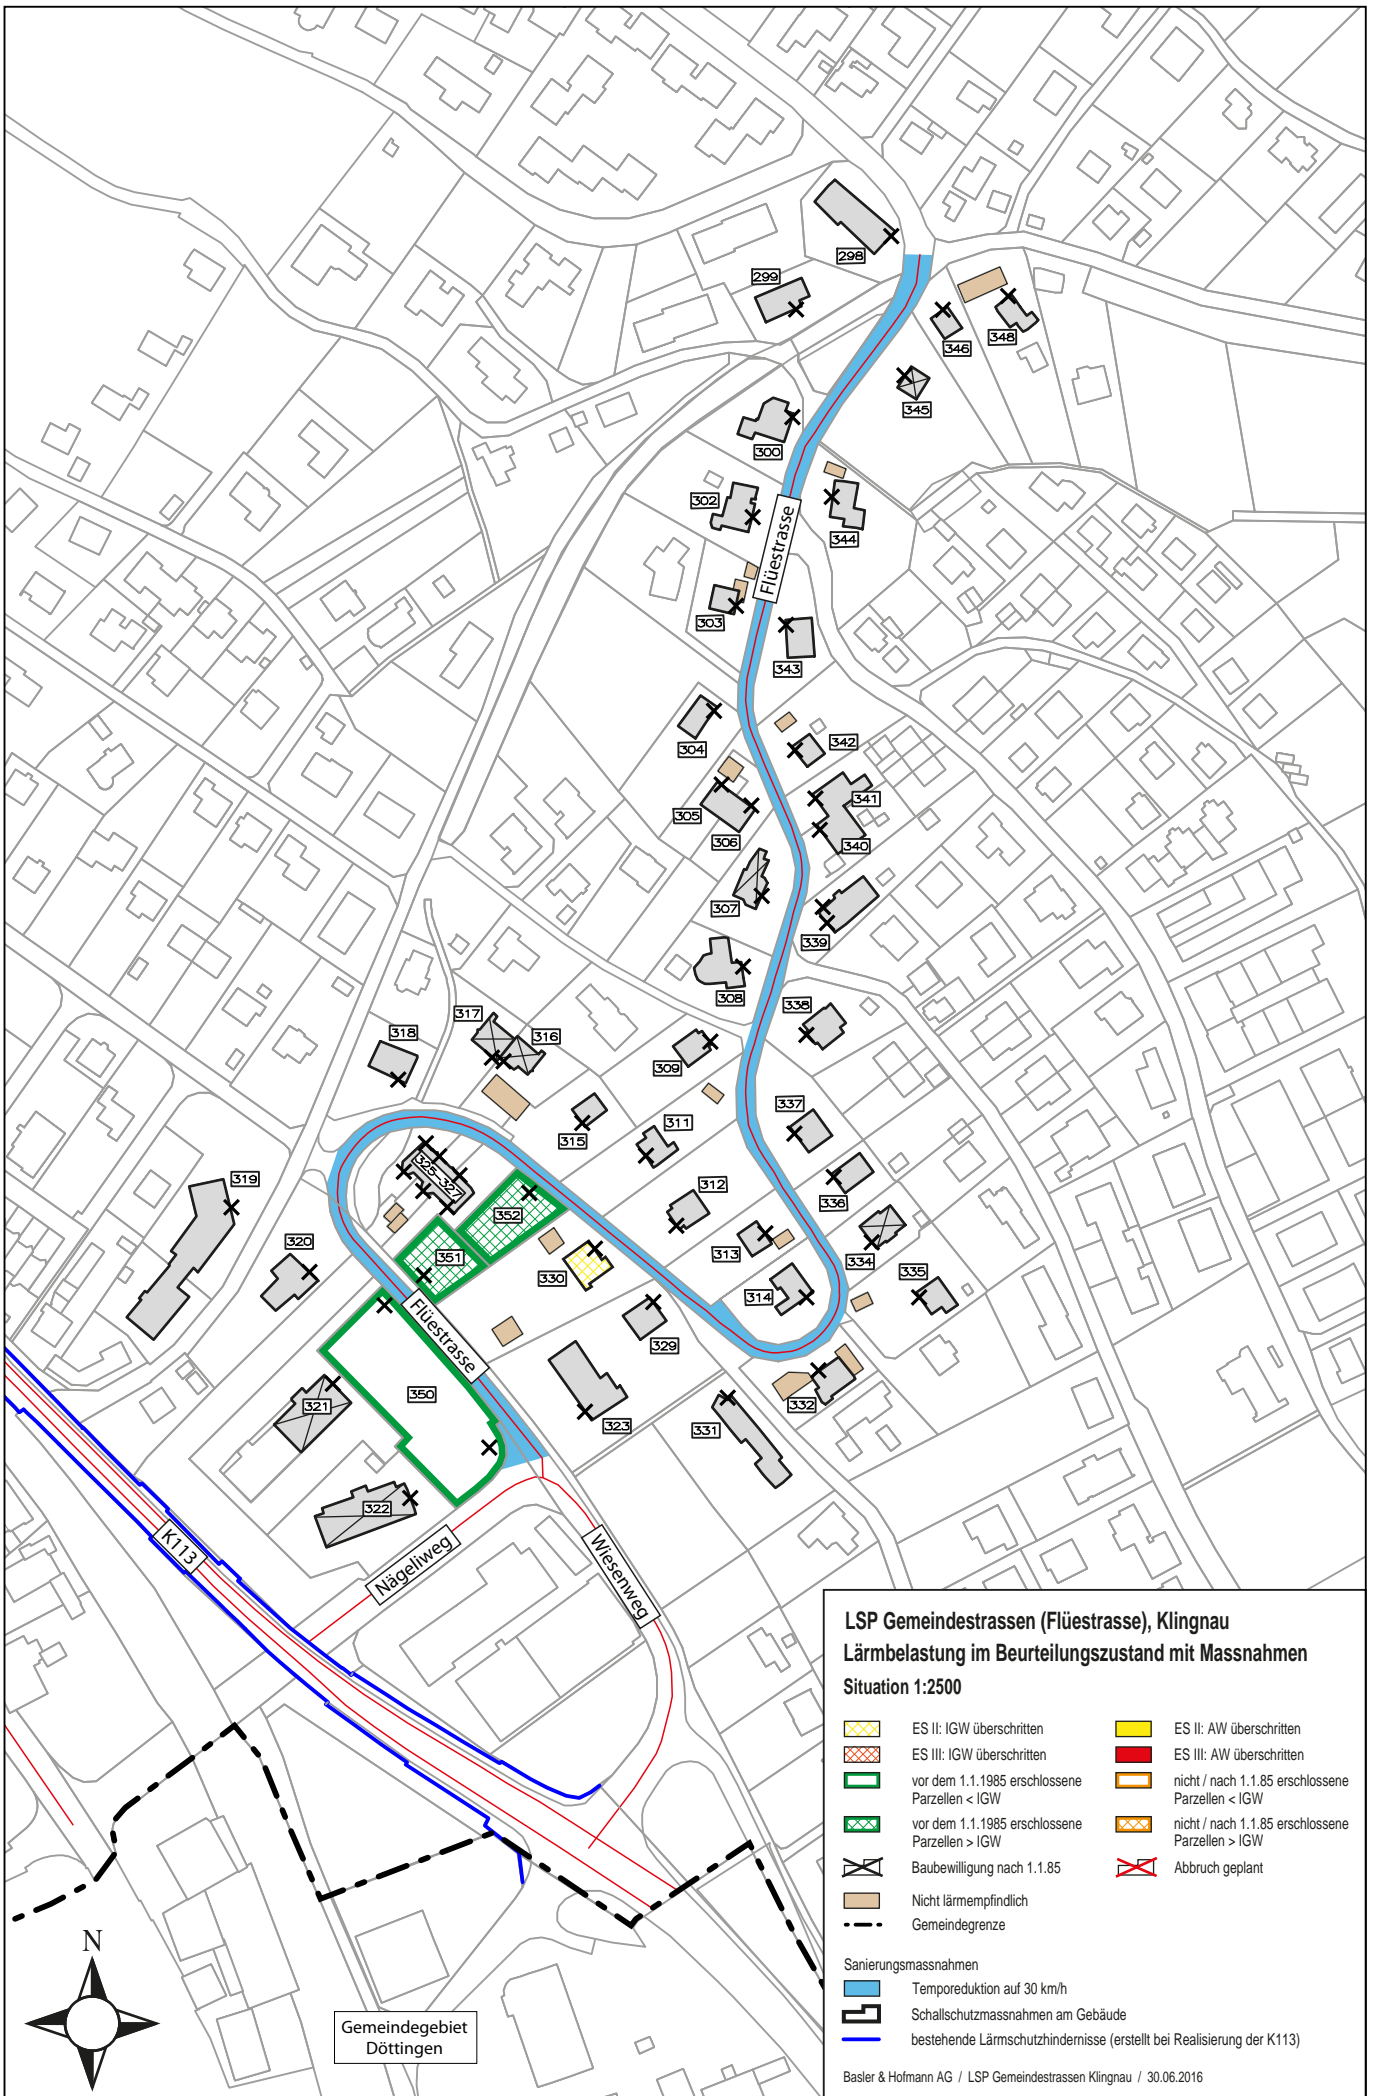 298
299
346
348
345
300
302
344
Flüestrasse
303
343
304
342
305
341
306
340
307
339
308
338
317
318
316
309
337
311
315
325-327
319
312
336
352
313
334
351
320
330
335
314
Flüestrasse
329
350
321
332
323
331
322
K113
Nägeliweg
Wiesenweg
LSP Gemeindestrassen (Flüestrasse), Klingnau
Lärmbelastung im Beurteilungszustand mit Massnahmen
Situation 1:2500
ES II: IGW überschritten
ES II: AW überschritten
ES III: IGW überschritten
ES III: AW überschritten
vor dem 1.1.1985 erschlossene
Parzellen < IGW
nicht / nach 1.1.85 erschlossene
Parzellen < IGW
vor dem 1.1.1985 erschlossene
Parzellen > IGW
nicht / nach 1.1.85 erschlossene
Parzellen > IGW
Baubewilligung nach 1.1.85
Abbruch geplant
Nicht lärmempfindlich
Gemeindegrenze
Sanierungsmassnahmen
Temporeduktion auf 30 km/h
Schallschutzmassnahmen am Gebäude
bestehende Lärmschutzhindernisse (erstellt bei Realisierung der K113)
Basler & Hofmann AG / LSP Gemeindestrassen Klingnau / 30.06.2016
N
Gemeindegebiet
Döttingen